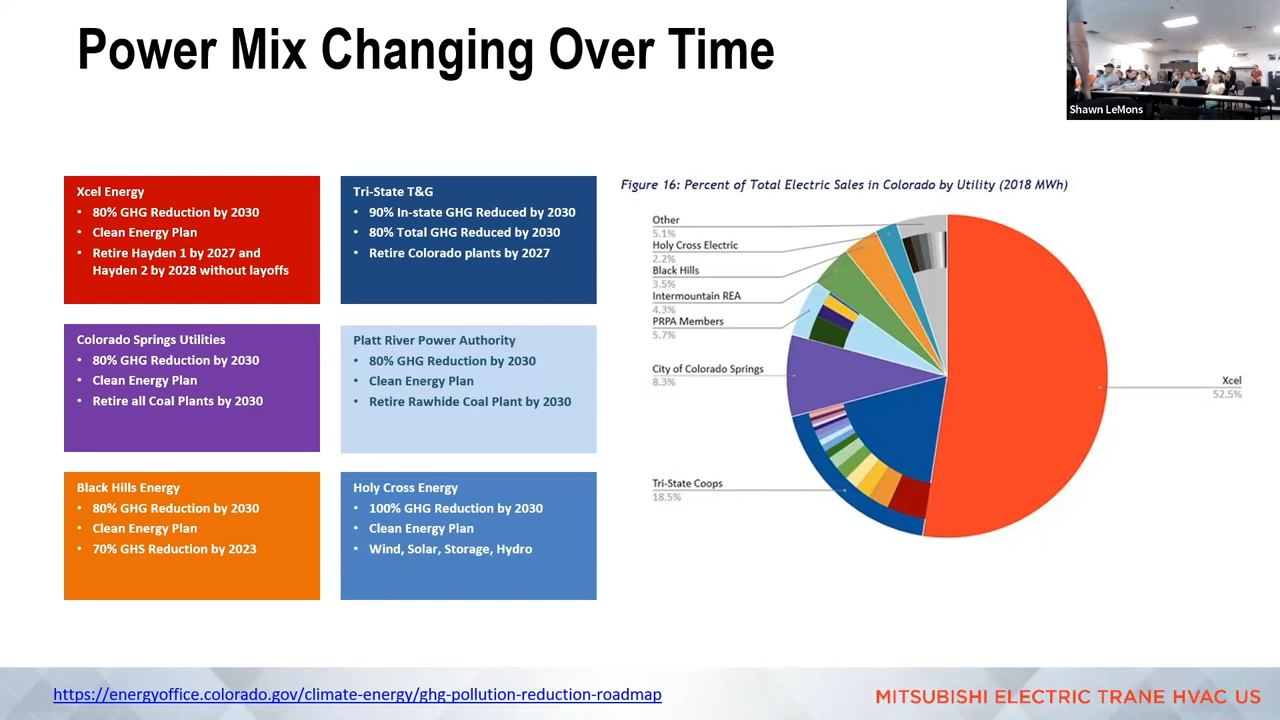 Power Mix Changing Over Time
Shawn LeMons
Xcel Energy
• 80% GHG Reduction by 2030
• Clean Energy Plan
• Retire Hayden 1 by 2027 and
Hayden 2 by 2028 without layoffs
Tri-State T&G
• 90% In-state GHG Reduced by 2030
• 80% Total GHG Reduced by 2030
• Retire Colorado plants by 2027
Colorado Springs Utilities
• 80% GHG Reduction by 2030
• Clean Energy Plan
• Retire all Coal Plants by 2030
Platt River Power Authority
• 80% GHG Reduction by 2030
• Clean Energy Plan
• Retire Rawhide Coal Plant by 2030
Black Hills Energy
• 80% GHG Reduction by 2030
• Clean Energy Plan
• 70% GHS Reduction by 2023
Holy Cross Energy
• 100% GHG Reduction by 2030
• Clean Energy Plan
• Wind, Solar, Storage, Hydro
Figure 16: Percent of Total Electric Sales in Colorado by Utility (2018 MWh)
Other
5.1%
Holy Cross Electric
2.2%
Black Hills
3.5%
Intermountain REA
4.3%
PRPA Members
5.7%
City of Colorado Springs
8.3%
Tri-State Coops
18.5%
Xcel
52.5%
https://energyoffice.colorado.gov/climate-energy/ghg-pollution-reduction-roadmap
MITSUBISHI ELECTRIC TRANE HVAC US